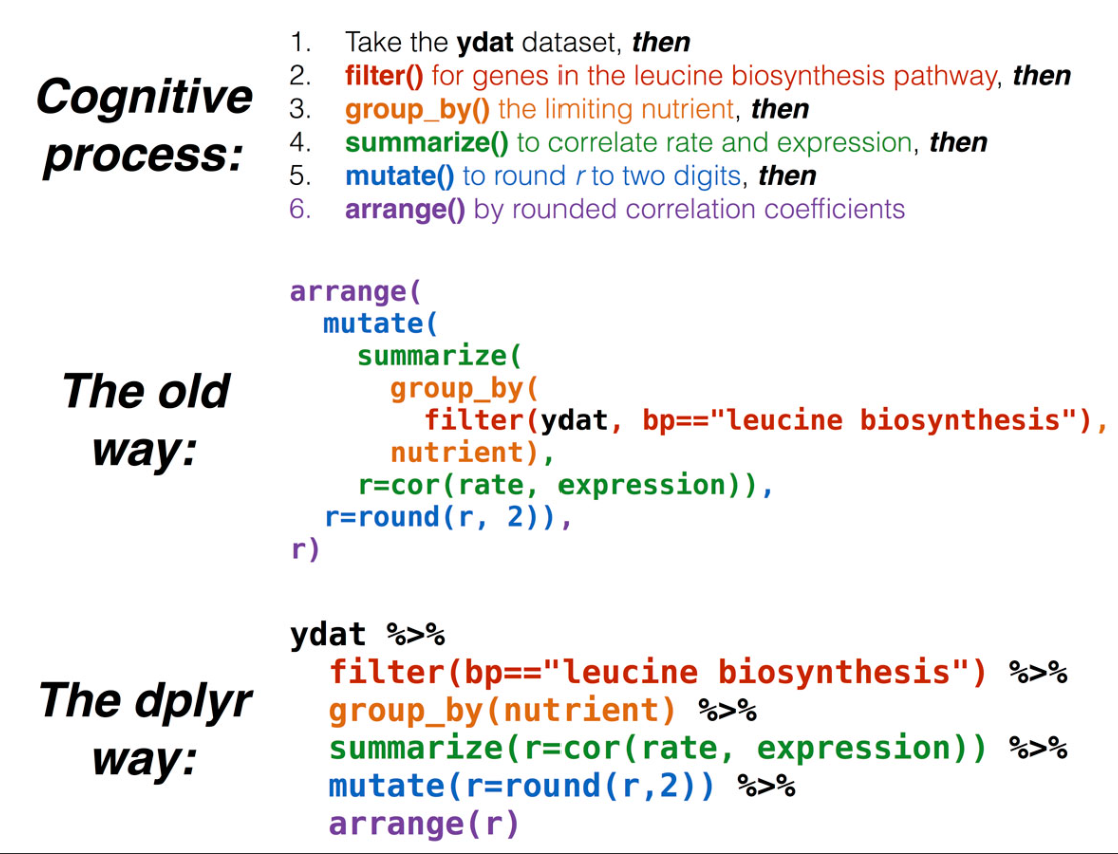 Cognitive
process:
1. Take the ydat dataset, then
2. filter() for genes in the leucine biosynthesis pathway, then
3. group_by() the limiting nutrient, then
4. summarize() to correlate rate and expression, then
5. mutate() to round r to two digits, then
6. arrange() by rounded correlation coefficients
The old
way:
arrange(
  mutate(
    summarize(
      group_by(
        filter(ydat, bp=="leucine biosynthesis"),
      nutrient),
    r=cor(rate, expression)),
  r=round(r, 2)),
r)
The dplyr
way:
ydat %>%
  filter(bp=="leucine biosynthesis") %>%
  group_by(nutrient) %>%
  summarize(r=cor(rate, expression)) %>%
  mutate(r=round(r,2)) %>%
  arrange(r)